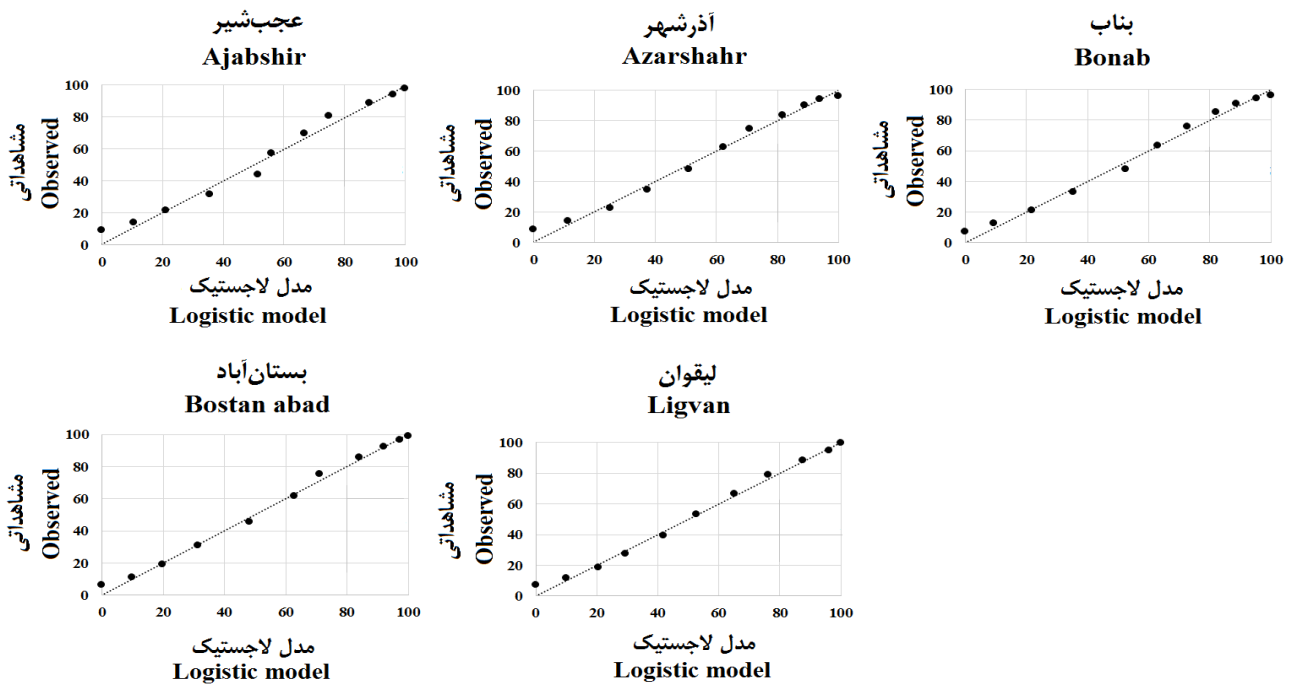 عجب‌شیر
Ajabshir
مشاهداتی
Observed
100
80
60
40
20
0
0 20 40 60 80 100
مدل لاجستیک
Logistic model
آذرشهر
Azarshahr
مشاهداتی
Observed
100
80
60
40
20
0
0 20 40 60 80 100
مدل لاجستیک
Logistic model
بناب
Bonab
مشاهداتی
Observed
100
80
60
40
20
0
0 20 40 60 80 100
مدل لاجستیک
Logistic model
بستان‌آباد
Bostan abad
مشاهداتی
Observed
100
80
60
40
20
0
0 20 40 60 80 100
مدل لاجستیک
Logistic model
لیقوان
Ligvan
مشاهداتی
Observed
100
80
60
40
20
0
0 20 40 60 80 100
مدل لاجستیک
Logistic model